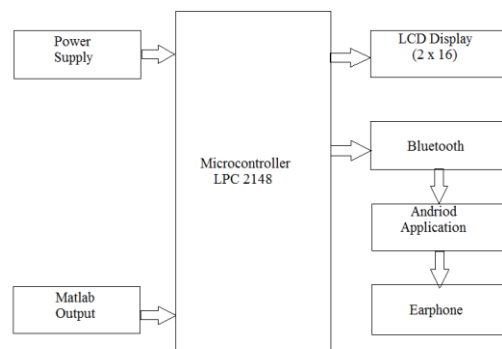 Power
Supply
Matlab
Output
Microcontroller
LPC 2148
LCD Display
(2 x 16)
Bluetooth
Andriod
Application
Earphone